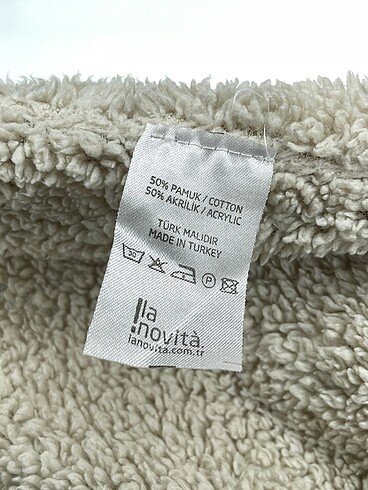 50% PAMUK / COTTON
50% AKRİLİK / ACRYLIC
TÜRK MALIDIR
MADE IN TURKEY
30 P
la
novità.
lanovita.com.tr